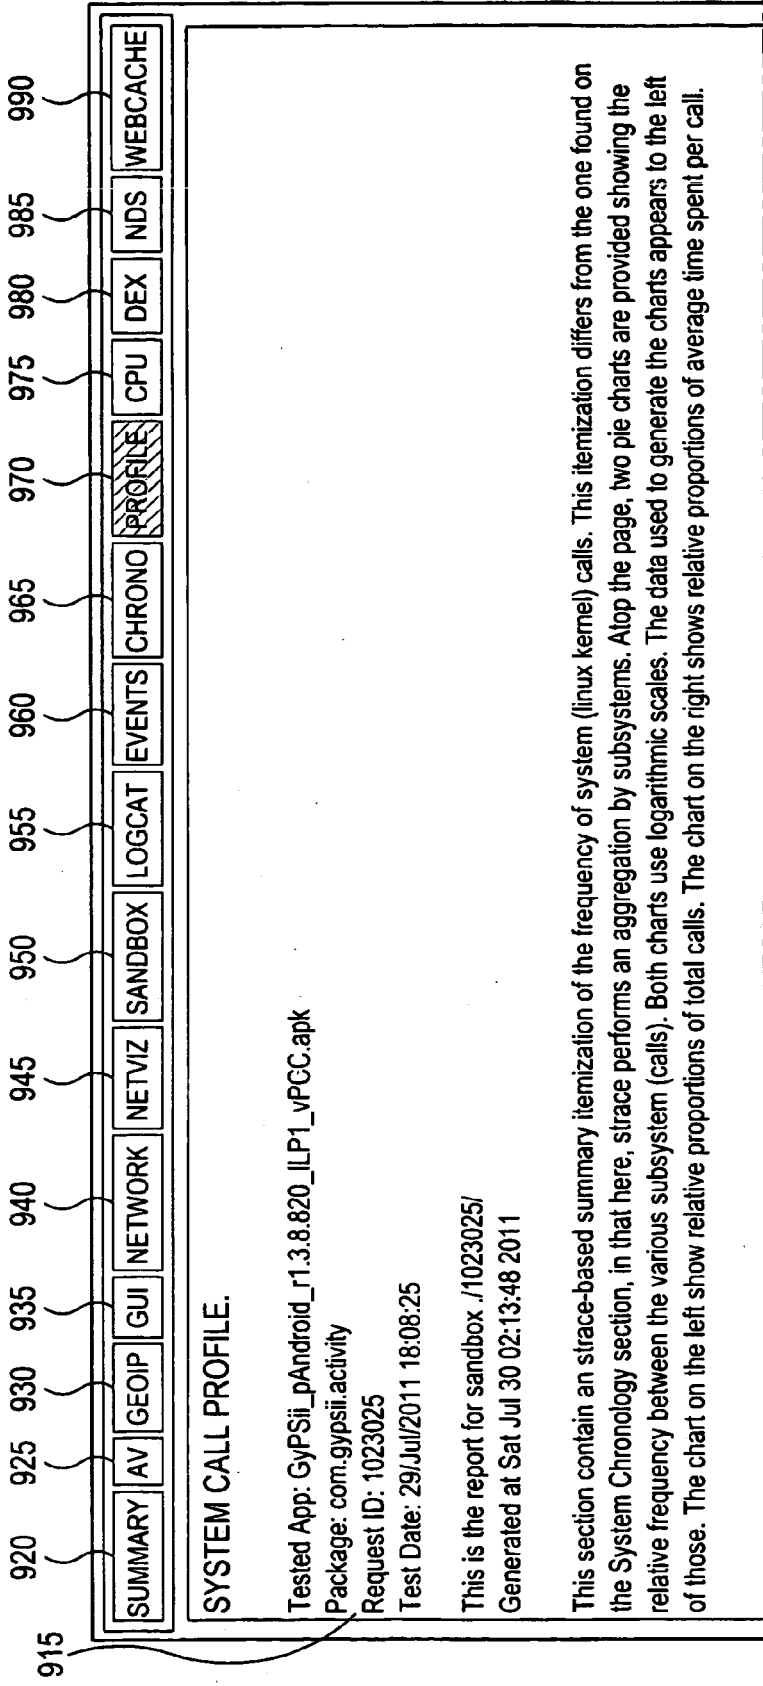 920 925 930 935 940 945 950 955 960 965 970 975 980 985 990
SUMMARY AV GEOIP GUI NETWORK NETVIZ SANDBOX LOGCAT EVENTS CHRONO PROFILE CPU DEX NDS WEBCACHE
915
SYSTEM CALL PROFILE.
Tested App: GyPSii_pAndroid_r1.3.8.820_ILP1_vPCC.apk
Package: com.gypsii.activity
Request ID: 1023025
Test Date: 29/Jul/2011 18:08:25
This is the report for sandbox ./1023025/
Generated at Sat Jul 30 02:13:48 2011
This section contain an strace-based summary itemization of the frequency of system (linux kernel) calls. This itemization differs from the one found on
the System Chronology section, in that here, strace performs an aggregation by subsystems. Atop the page, two pie charts are provided showing the
relative frequency between the various subsystem (calls). Both charts use logarithmic scales. The data used to generate the charts appears to the left
of those. The chart on the left show relative proportions of total calls. The chart on the right shows relative proportions of average time spent per call.